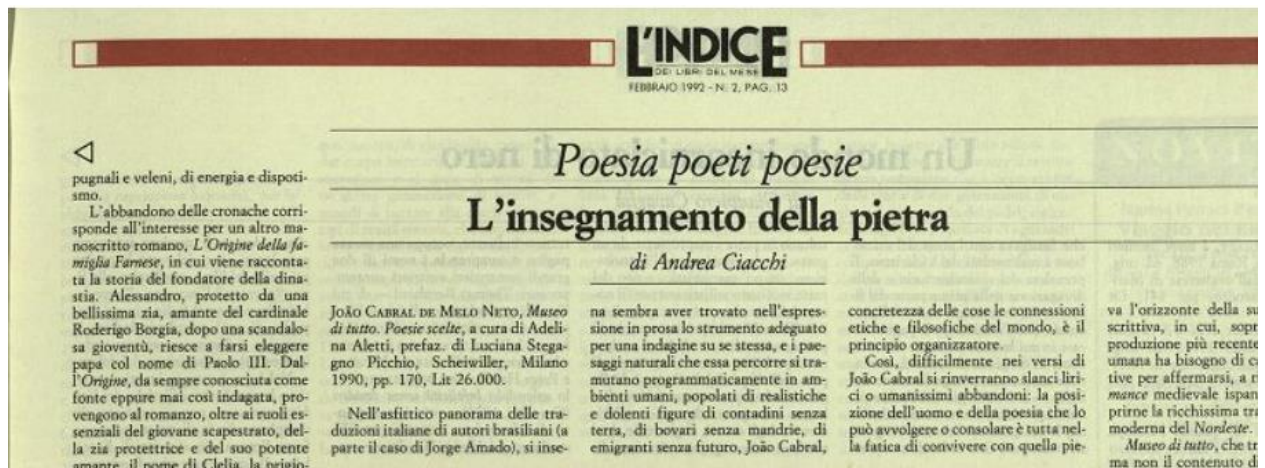 L'INDICE
DEI LIBRI DEL MESE
FEBBRAIO 1992 - N. 2, PAG. 13
pugnali e veleni, di energia e dispoti-
smo.
L'abbandono delle cronache corri-
sponde all'interesse per un altro ma-
noscritto romano, L'Origine della fa-
miglia Farnese, in cui viene racconta-
ta la storia del fondatore della dina-
stia. Alessandro, protetto da una
bellissima zia, amante del cardinale
Roderigo Borgia, dopo una scandalo-
sa gioventù, riesce a farsi eleggere
papa col nome di Paolo III. Dal-
l'Origine, da sempre conosciuta come
fonte eppure mai così indagata, pro-
vengono al romanzo, oltre ai ruoli es-
senziali del giovane scapestrato, del-
la zia protettrice e del suo potente
amante, il nome di Clelia, la prigio-
Poesia poeti poesie
L'insegnamento della pietra
di Andrea Ciacchi
JOÃO CABRAL DE MELO NETO, Museo
di tutto. Poesie scelte, a cura di Adeli-
na Aletti, prefaz. di Luciana Stega-
gno Picchio, Scheiwiller, Milano
1990, pp. 170, Lit 26.000.
Nell'asfittico panorama delle tra-
duzioni italiane di autori brasiliani (a
parte il caso di Jorge Amado), si inse-
na sembra aver trovato nell'espres-
sione in prosa lo strumento adeguato
per una indagine su se stessa, e i pae-
saggi naturali che essa percorre si tra-
mutano programmaticamente in am-
bienti umani, popolati di realistiche
e dolenti figure di contadini senza
terra, di bovari senza mandrie, di
emigranti senza futuro, João Cabral,
concretezza delle cose le connessioni
etiche e filosofiche del mondo, è il
principio organizzatore.
Così, difficilmente nei versi di
João Cabral si rinverranno slanci liri-
ci o umanissimi abbandoni: la posi-
zione dell'uomo e della poesia che lo
può avvolgere o consolare è tutta nel-
la fatica di convivere con quella pie-
va l'orizzonte della su
scrittiva, in cui, sopr
produzione più recente
umana ha bisogno di ca
tive per affermarsi, a r
mance medievale ispan
prirne la ricchissima tra
moderna del Nordeste.
Museo di tutto, che tr
ma non il contenuto di